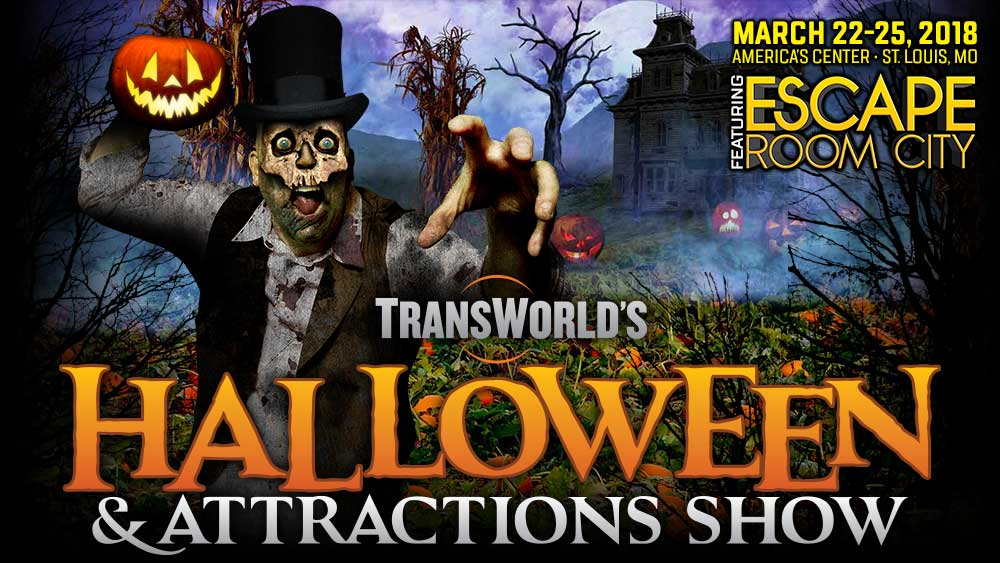 MARCH 22-25, 2018
AMERICA'S CENTER • ST. LOUIS, MO
FEATURING
ESCAPE
ROOM CITY
TRANSWORLD'S
HALLOWEEN
& ATTRACTIONS SHOW